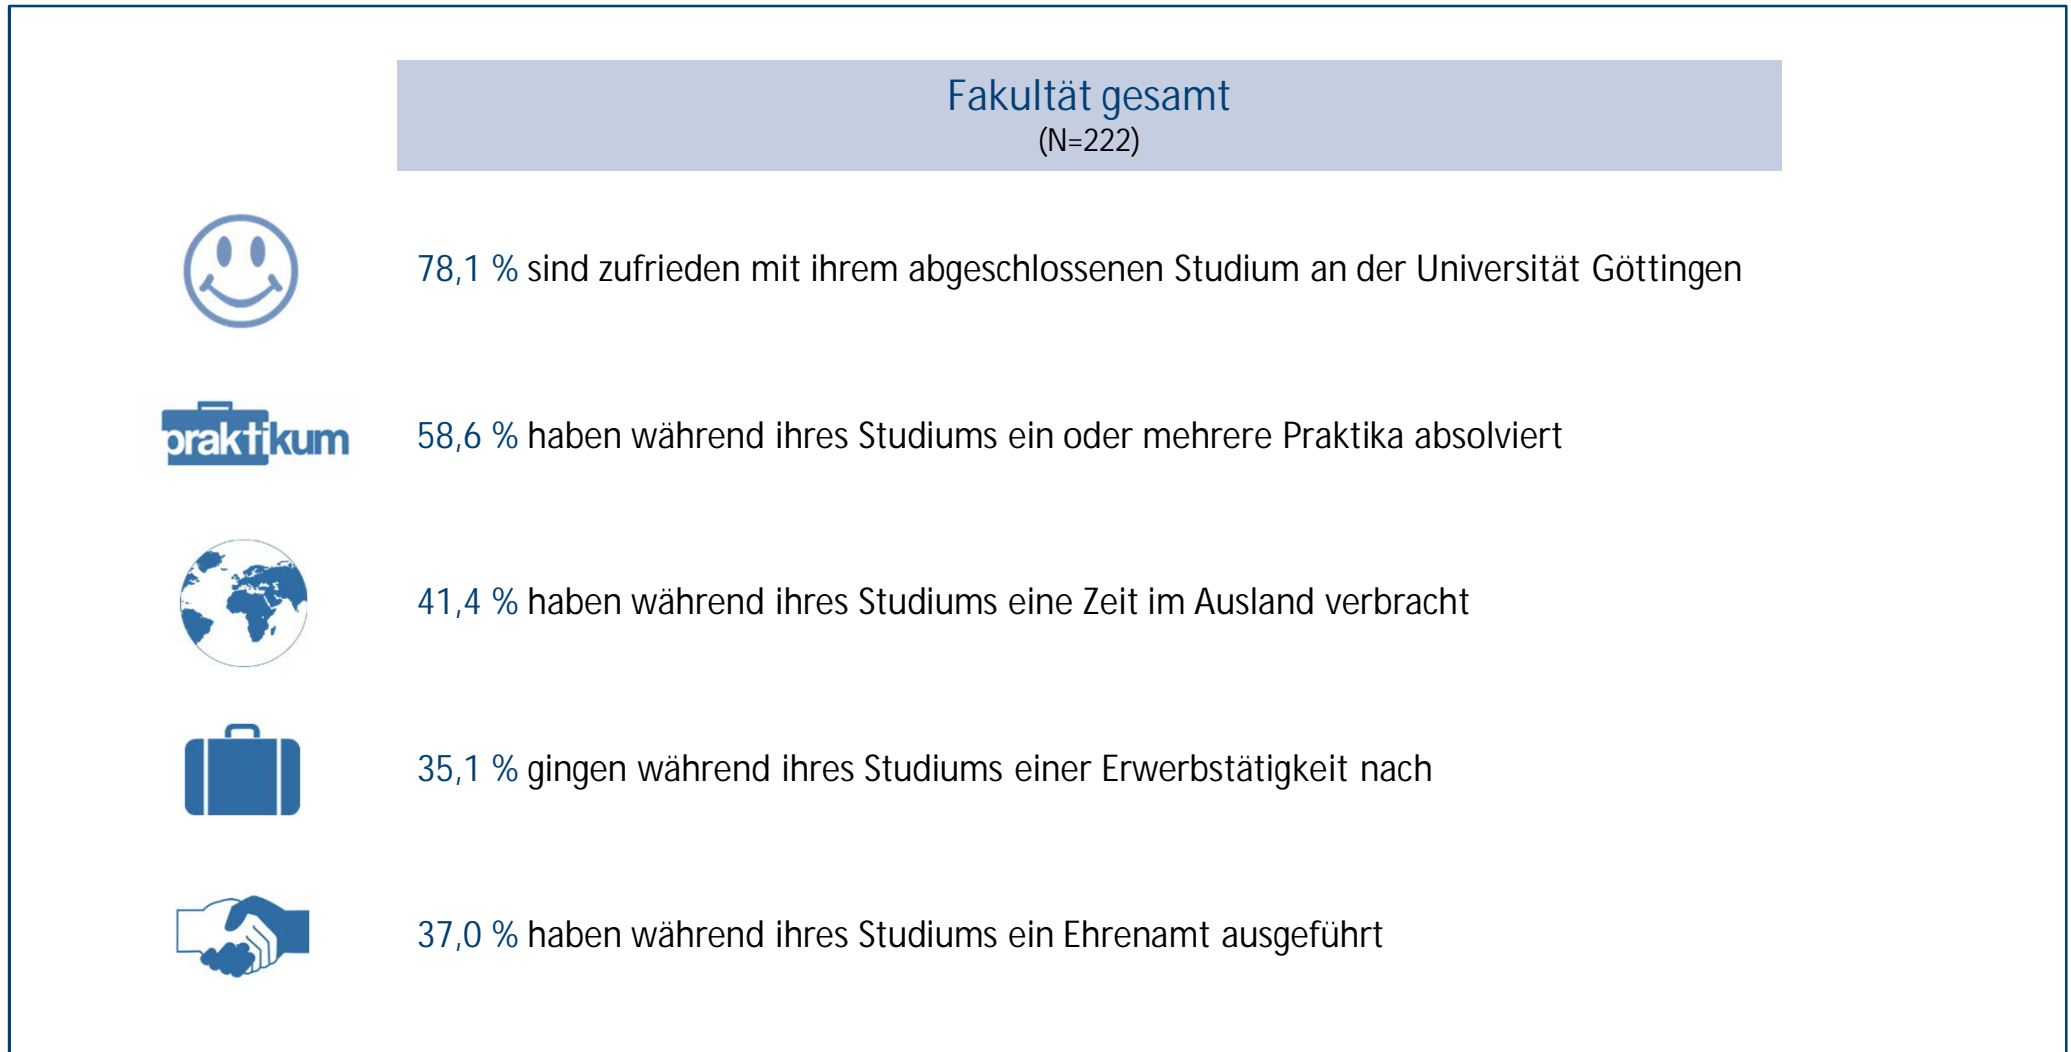 Fakultät gesamt
(N=222)
78,1 % sind zufrieden mit ihrem abgeschlossenen Studium an der Universität Göttingen
praktikum
58,6 % haben während ihres Studiums ein oder mehrere Praktika absolviert
41,4 % haben während ihres Studiums eine Zeit im Ausland verbracht
35,1 % gingen während ihres Studiums einer Erwerbstätigkeit nach
37,0 % haben während ihres Studiums ein Ehrenamt ausgeführt